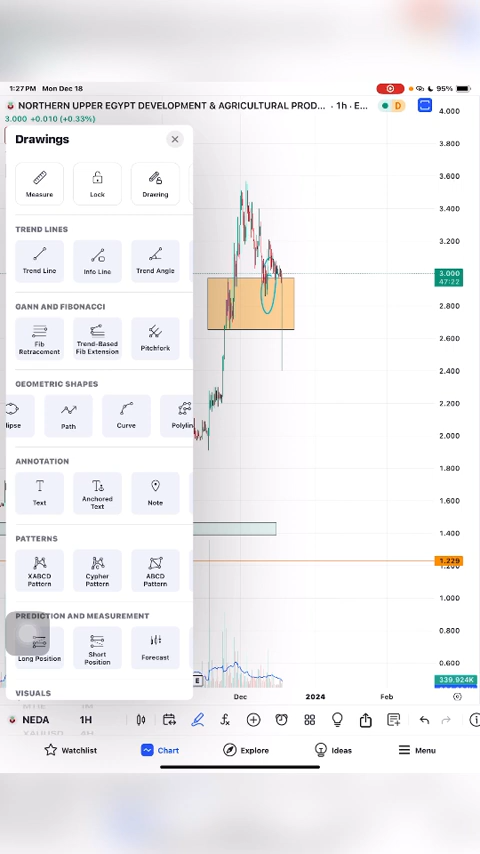 1:27 PM Mon Dec 18
95%
NORTHERN UPPER EGYPT DEVELOPMENT & AGRICULTURAL PROD... · 1h · E...
D
3.000 +0.010 (+0.33%)
Drawings
Measure
Lock
Drawing
TREND LINES
Trend Line
Info Line
Trend Angle
GANN AND FIBONACCI
Fib Retracement
Trend-Based Fib Extension
Pitchfork
GEOMETRIC SHAPES
lipse
Path
Curve
Polylin
ANNOTATION
Text
Anchored Text
Note
PATTERNS
XABCD Pattern
Cypher Pattern
ABCD Pattern
PREDICTION AND MEASUREMENT
Long Position
Short Position
Forecast
VISUALS
4.000
3.800
3.600
3.400
3.200
3.000
47:22
2.800
2.600
2.400
2.200
2.000
1.800
1.600
1.400
1.229
1.000
0.800
0.600
339.924K
E
Dec
2024
Feb
NEDA
1H
Watchlist
Chart
Explore
Ideas
Menu